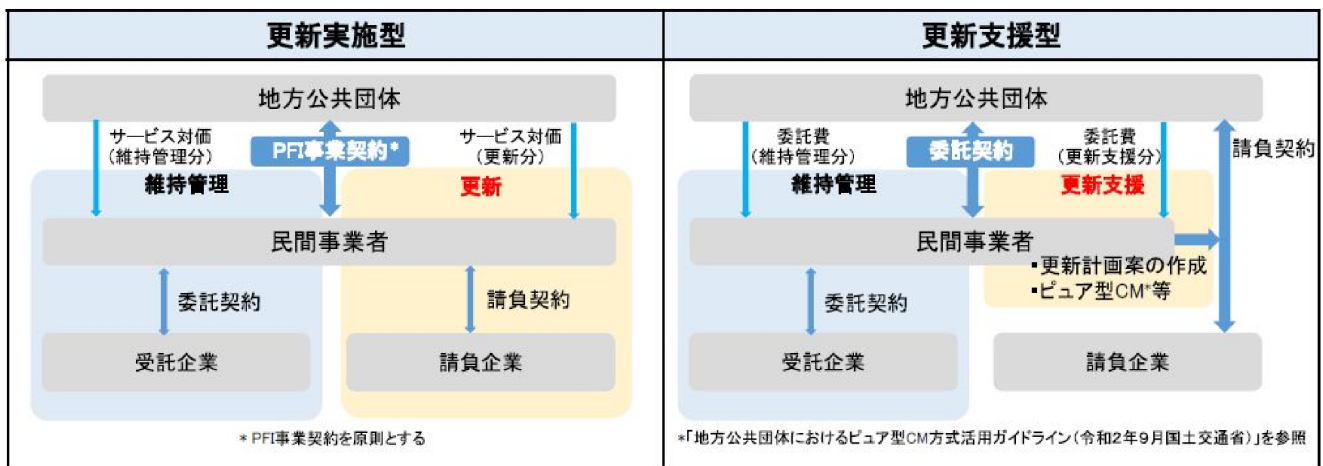 更新実施型
地方公共団体
サービス対価
(維持管理分)
PFI事業契約*
サービス対価
(更新分)
維持管理
更新
民間事業者
委託契約
請負契約
受託企業
請負企業
* PFI事業契約を原則とする
更新支援型
地方公共団体
委託費
(維持管理分)
委託契約
委託費
(更新支援分)
請負契約
維持管理
更新支援
民間事業者
▪更新計画案の作成
▪ピュア型CM*等
委託契約
受託企業
請負企業
*「地方公共団体におけるピュア型CM方式活用ガイドライン(令和2年9月国土交通省)」を参照